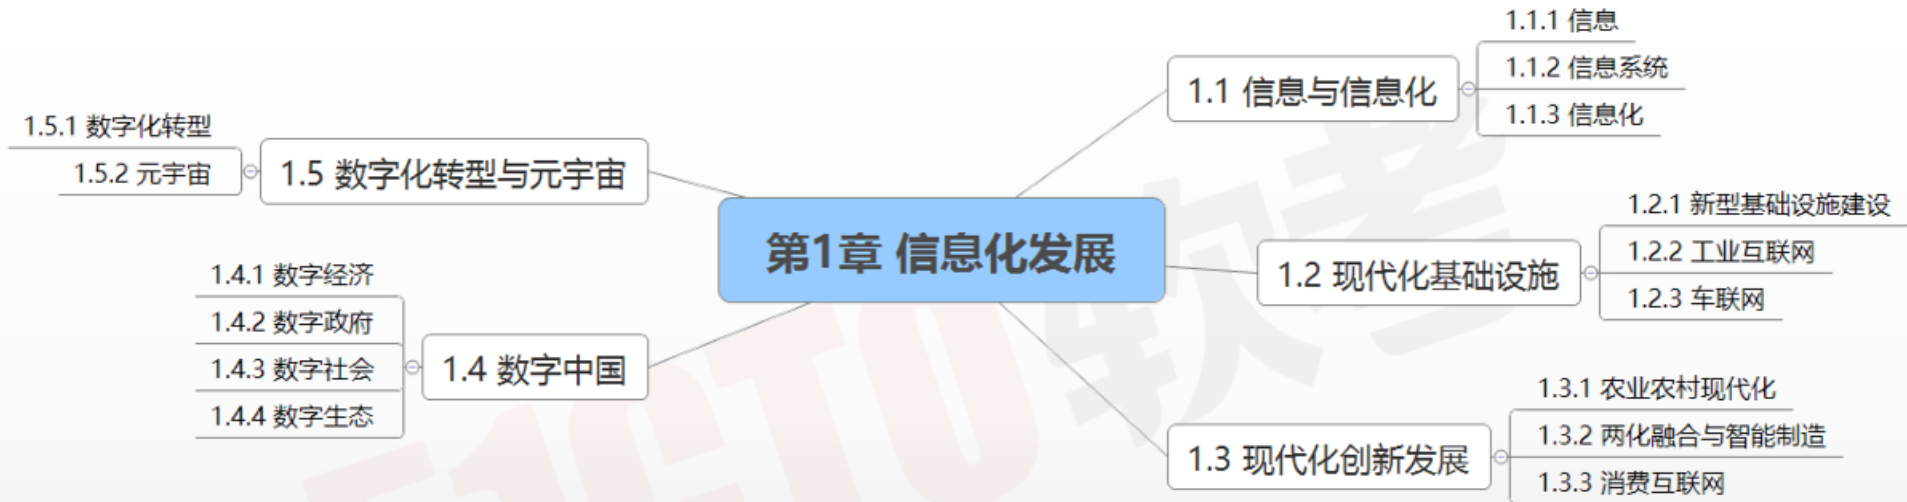 第1章 信息化发展
1.1 信息与信息化
1.1.1 信息
1.1.2 信息系统
1.1.3 信息化
1.2 现代化基础设施
1.2.1 新型基础设施建设
1.2.2 工业互联网
1.2.3 车联网
1.3 现代化创新发展
1.3.1 农业农村现代化
1.3.2 两化融合与智能制造
1.3.3 消费互联网
1.4 数字中国
1.4.1 数字经济
1.4.2 数字政府
1.4.3 数字社会
1.4.4 数字生态
1.5 数字化转型与元宇宙
1.5.1 数字化转型
1.5.2 元宇宙
51CTO软考